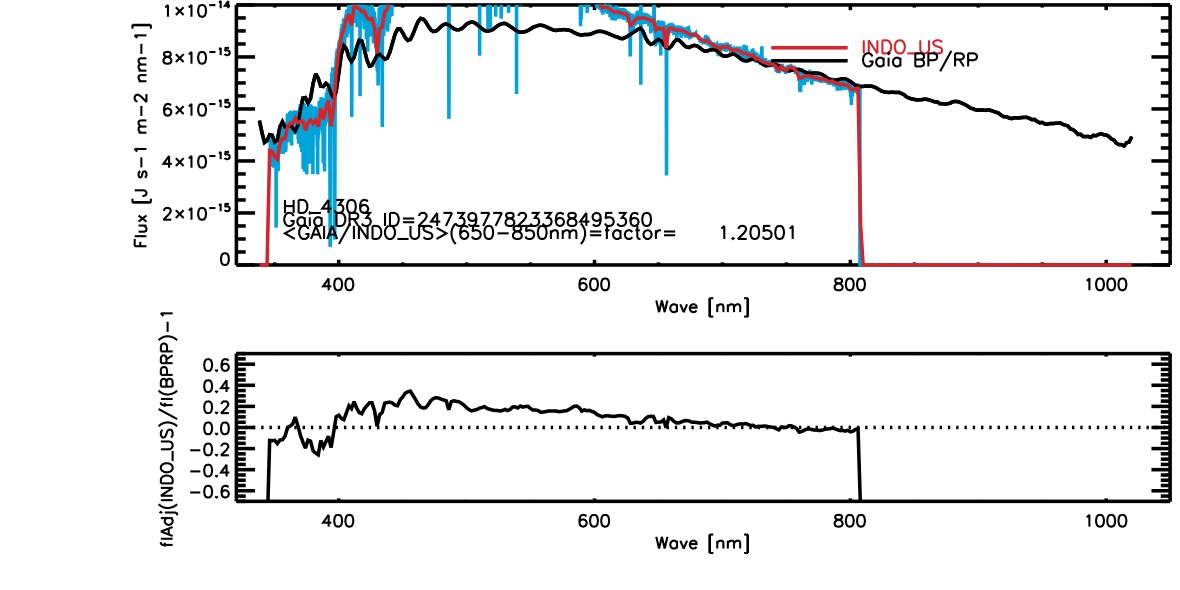 1×10-14
8×10-15
6×10-15
4×10-15
2×10-15
0
Flux [J s-1 m-2 nm-1]
INDO_US
Gaia BP/RP
HD_4306
Gaia DR3 ID=2473977823368495360
<GAIA/INDO_US>(650-850nm)=factor= 1.20501
400 600 800 1000
Wave [nm]
flAdj(INDO_US)/fl(BPRP)-1
0.6
0.4
0.2
0.0
-0.2
-0.4
-0.6
400 600 800 1000
Wave [nm]